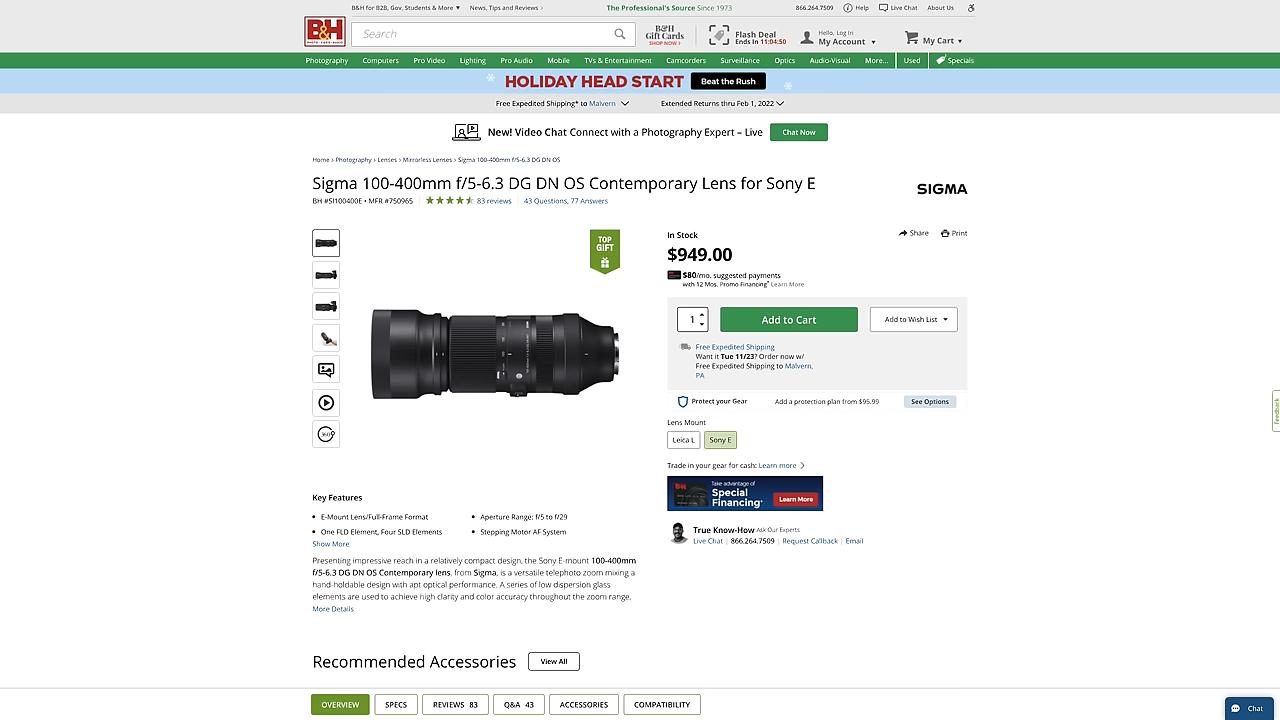 B&H for B2B, Gov, Students & More ▼ News, Tips and Reviews › The Professional's Source Since 1973 866.264.7509 Help Live Chat About Us
B&H
PHOTO · VIDEO · AUDIO
Search
B&H
Gift Cards
SHOP NOW ›
Flash Deal
Ends In 11:04:50
Hello, Log In
My Account ▼
My Cart ▼
Photography Computers Pro Video Lighting Pro Audio Mobile TVs & Entertainment Camcorders Surveillance Optics Audio-Visual More... Used Specials
HOLIDAY HEAD START Beat the Rush
Free Expedited Shipping* to Malvern Extended Returns thru Feb 1, 2022
New! Video Chat Connect with a Photography Expert – Live Chat Now
Home › Photography › Lenses › Mirrorless Lenses › Sigma 100-400mm f/5-6.3 DG DN OS
Sigma 100-400mm f/5-6.3 DG DN OS Contemporary Lens for Sony E
SIGMA
BH #SI100400E • MFR #750965 83 reviews 43 Questions, 77 Answers
TOP
GIFT
In Stock
Share Print
$949.00
$80/mo. suggested payments
with 12 Mos. Promo Financing* Learn More
1 Add to Cart Add to Wish List ▼
Free Expedited Shipping
Want it Tue 11/23? Order now w/
Free Expedited Shipping to Malvern,
PA
Protect your Gear Add a protection plan from $95.99 See Options
Feedback
Lens Mount
Leica L Sony E
360°
Trade in your gear for cash: Learn more
B&H
Take advantage of
Special
Financing*
Learn More
Key Features
• E-Mount Lens/Full-Frame Format
• Aperture Range: f/5 to f/29
• One FLD Element, Four SLD Elements
• Stepping Motor AF System
Show More
True Know-How Ask Our Experts
Live Chat | 866.264.7509 | Request Callback | Email
Presenting impressive reach in a relatively compact design, the Sony E-mount 100-400mm
f/5-6.3 DG DN OS Contemporary lens, from Sigma, is a versatile telephoto zoom mixing a
hand-holdable design with apt optical performance. A series of low dispersion glass
elements are used to achieve high clarity and color accuracy throughout the zoom range,
More Details
Recommended Accessories View All
OVERVIEW SPECS REVIEWS 83 Q&A 43 ACCESSORIES COMPATIBILITY
Chat